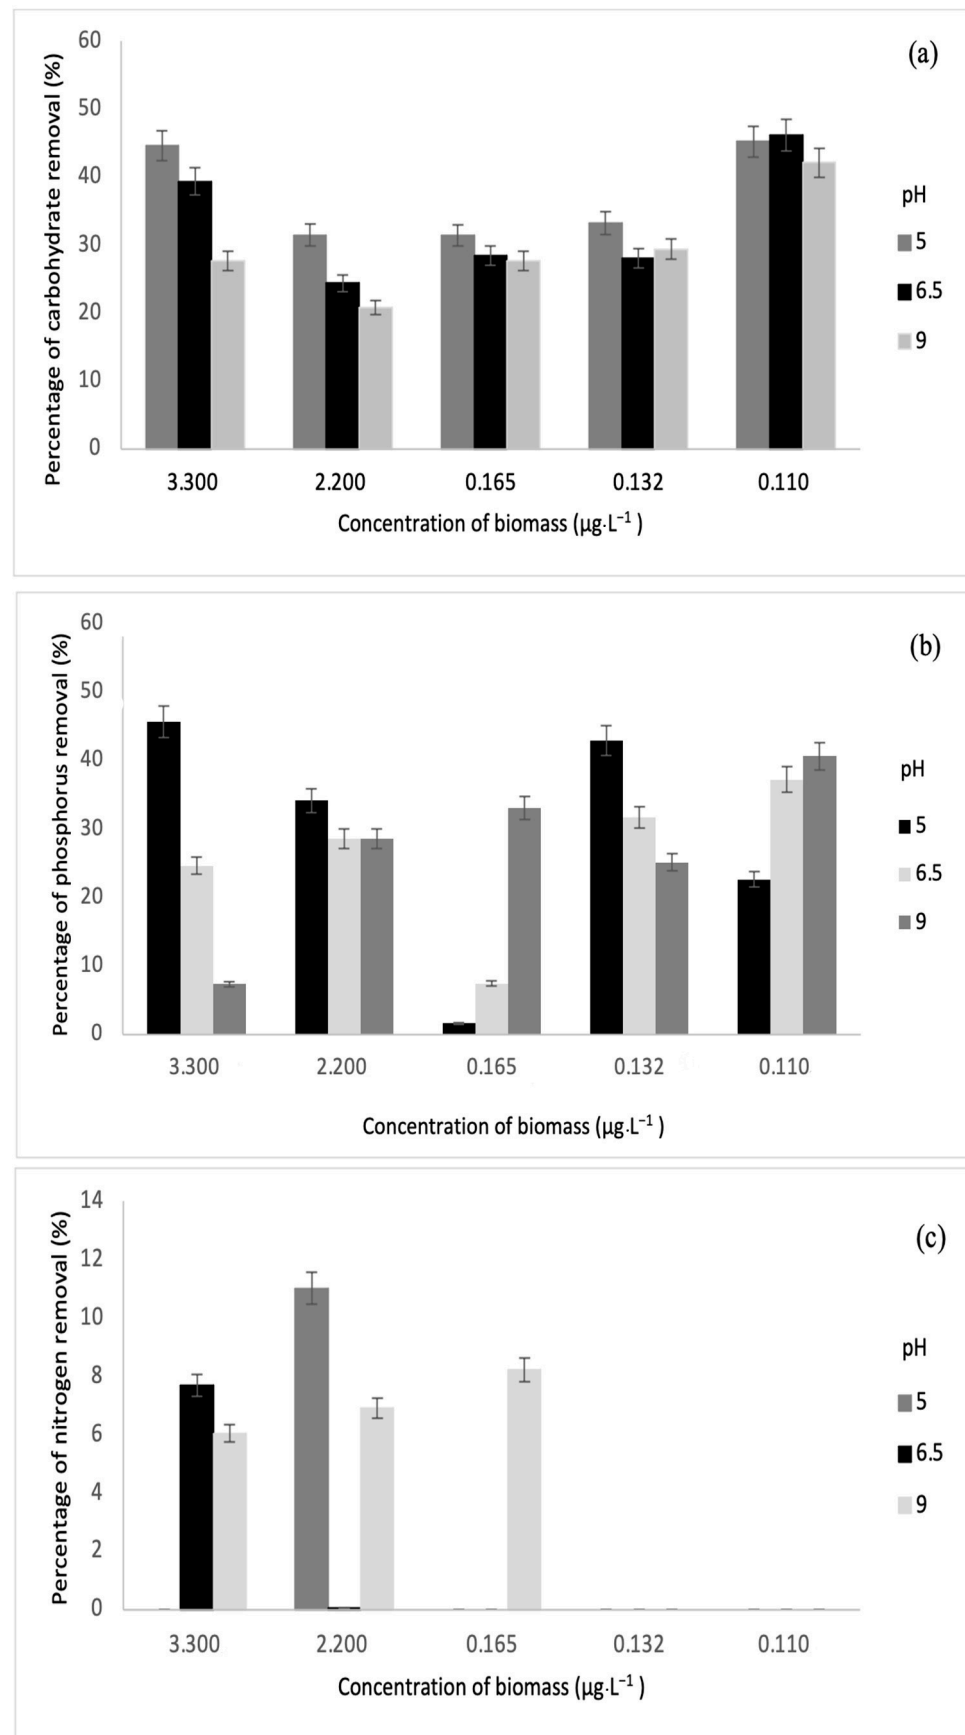 (a)
Percentage of carbohydrate removal (%)
60
50
40
30
20
10
0
3.300 2.200 0.165 0.132 0.110
Concentration of biomass (µg·L⁻¹ )
pH
5
6.5
9
(b)
Percentage of phosphorus removal (%)
60
50
40
30
20
10
0
3.300 2.200 0.165 0.132 0.110
Concentration of biomass (µg·L⁻¹ )
pH
5
6.5
9
(c)
Percentage of nitrogen removal (%)
14
12
10
8
6
4
2
0
3.300 2.200 0.165 0.132 0.110
Concentration of biomass (µg·L⁻¹ )
pH
5
6.5
9